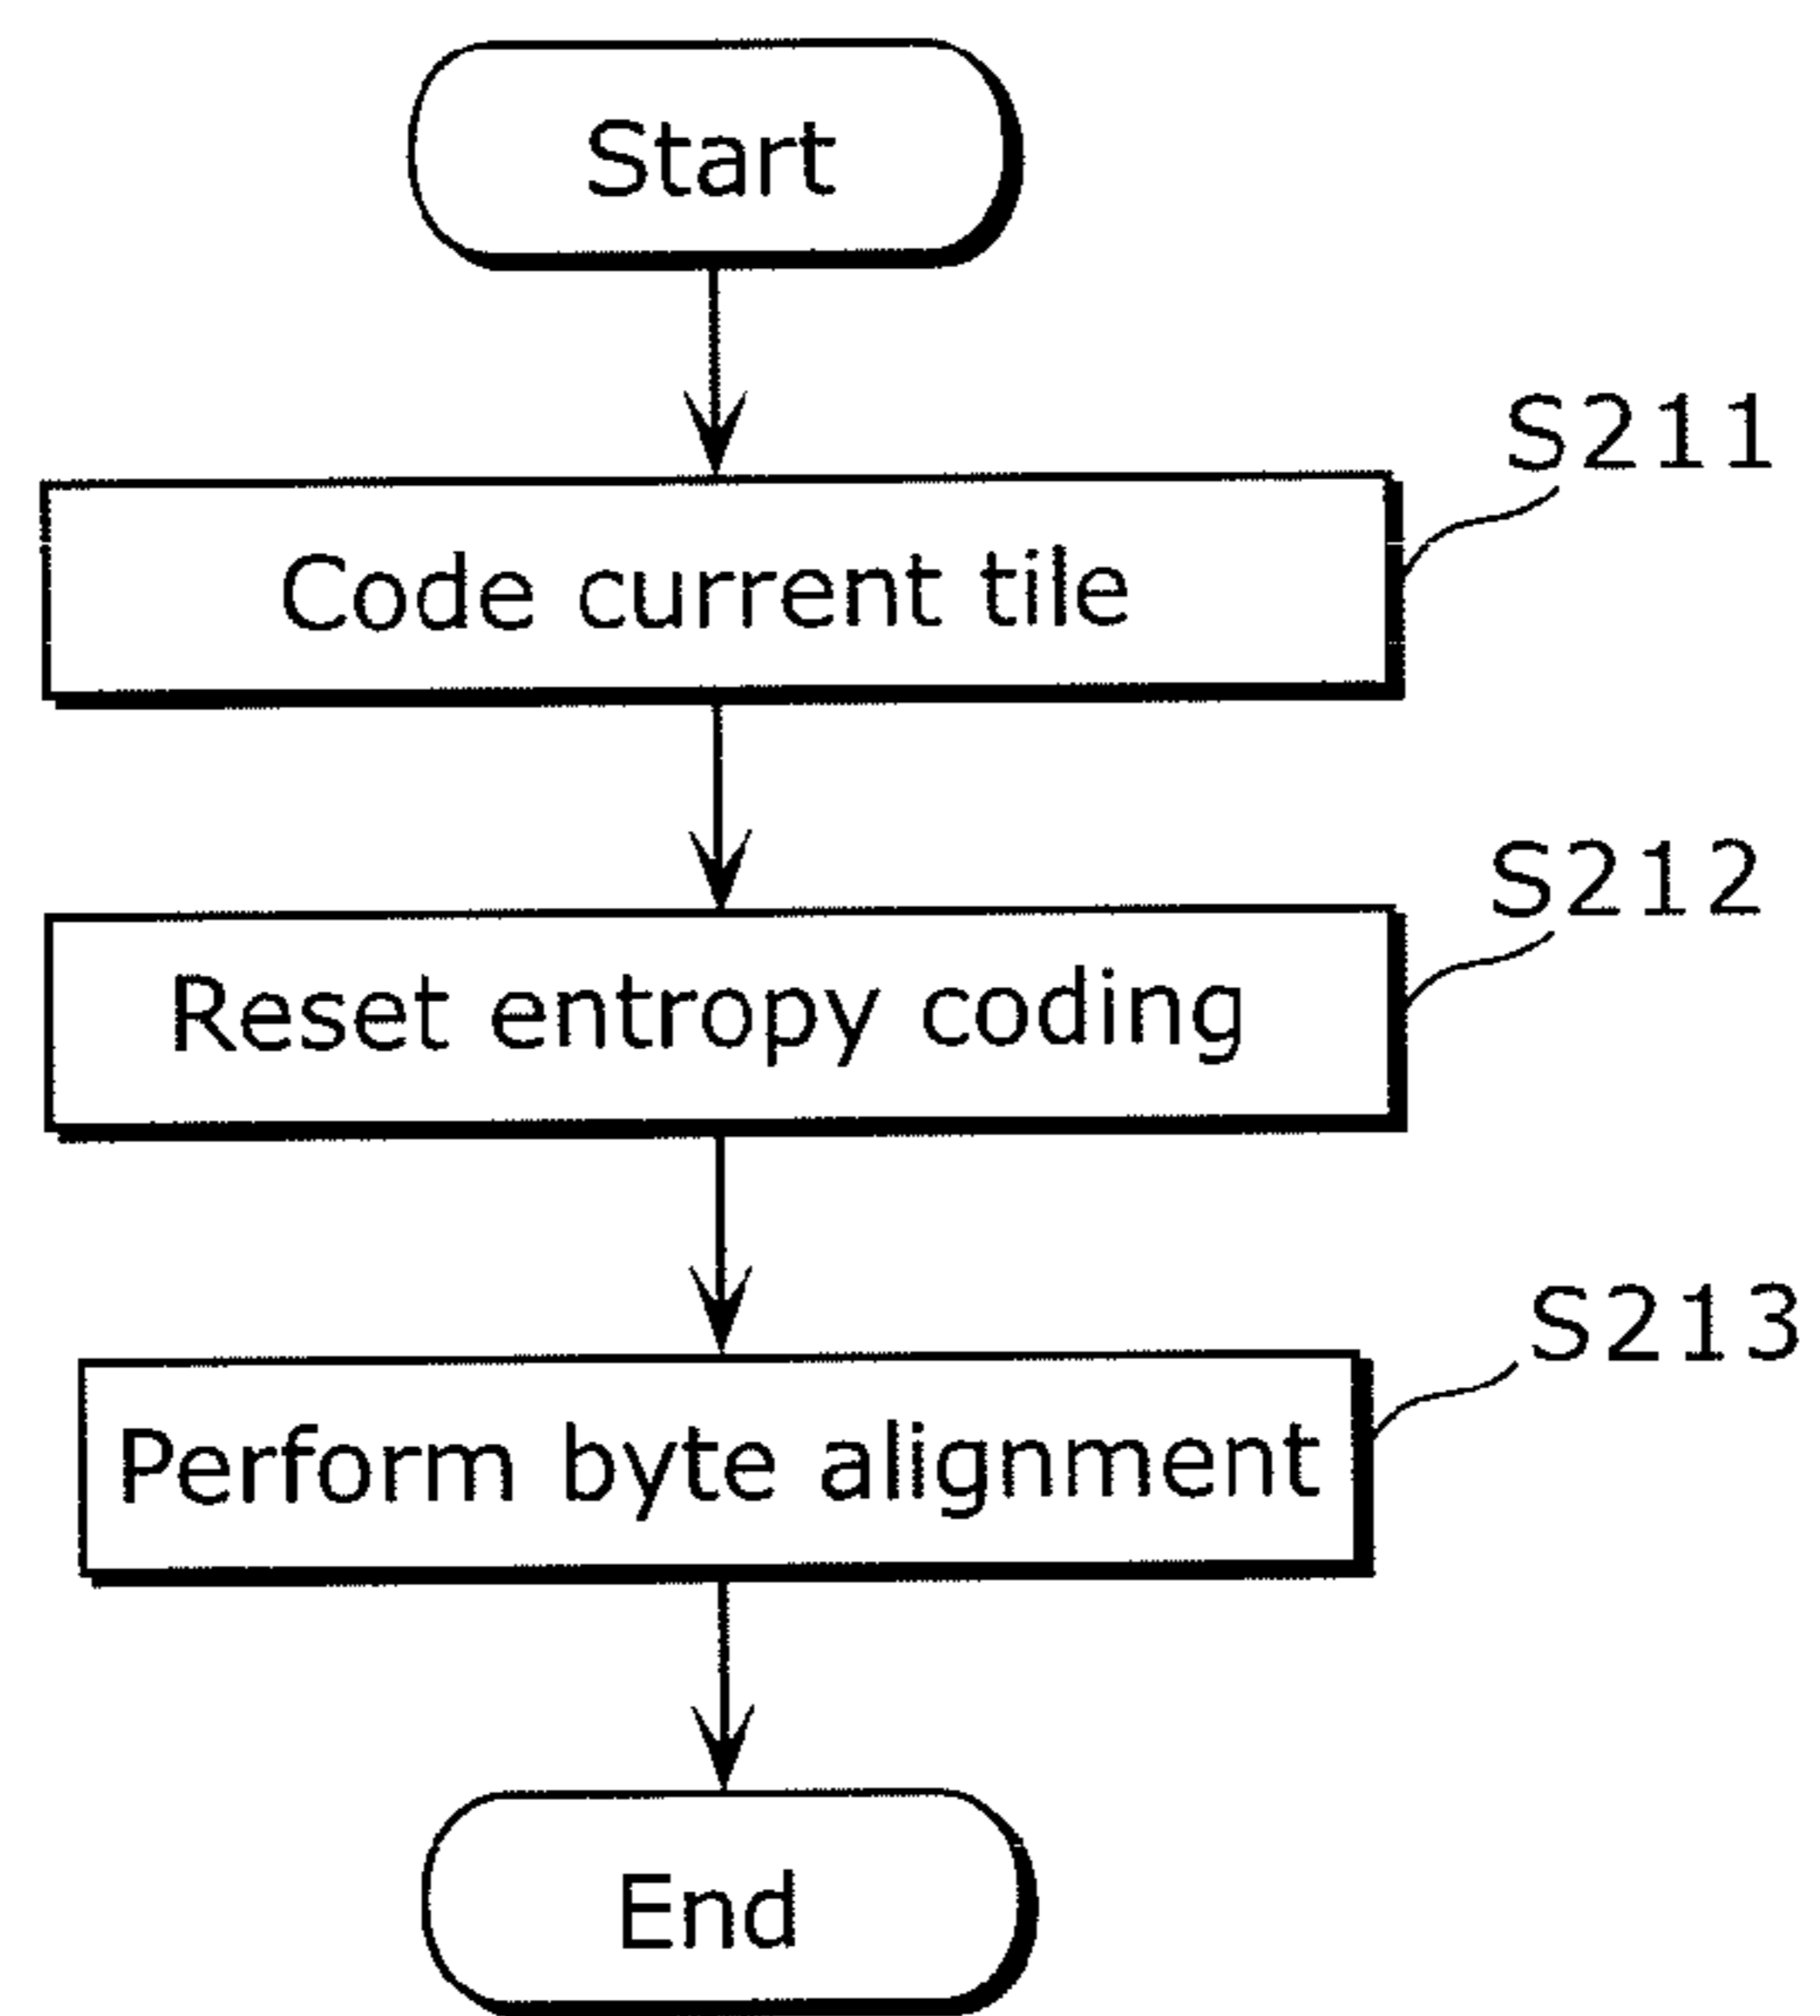 Start
S211
Code current tile
S212
Reset entropy coding
S213
Perform byte alignment
End